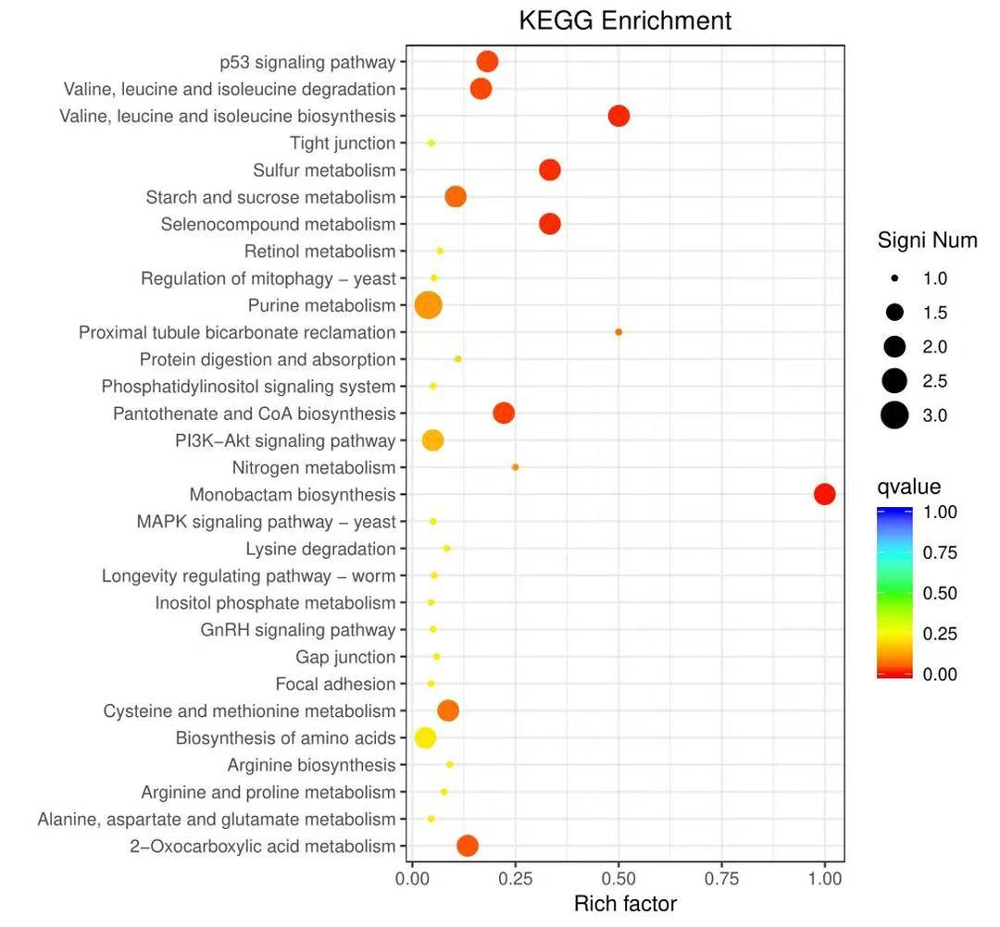 KEGG Enrichment
p53 signaling pathway
Valine, leucine and isoleucine degradation
Valine, leucine and isoleucine biosynthesis
Tight junction
Sulfur metabolism
Starch and sucrose metabolism
Selenocompound metabolism
Retinol metabolism
Regulation of mitophagy − yeast
Purine metabolism
Proximal tubule bicarbonate reclamation
Protein digestion and absorption
Phosphatidylinositol signaling system
Pantothenate and CoA biosynthesis
PI3K−Akt signaling pathway
Nitrogen metabolism
Monobactam biosynthesis
MAPK signaling pathway − yeast
Lysine degradation
Longevity regulating pathway − worm
Inositol phosphate metabolism
GnRH signaling pathway
Gap junction
Focal adhesion
Cysteine and methionine metabolism
Biosynthesis of amino acids
Arginine biosynthesis
Arginine and proline metabolism
Alanine, aspartate and glutamate metabolism
2−Oxocarboxylic acid metabolism
0.00 0.25 0.50 0.75 1.00
Rich factor
Signi Num
1.0
1.5
2.0
2.5
3.0
qvalue
1.00
0.75
0.50
0.25
0.00